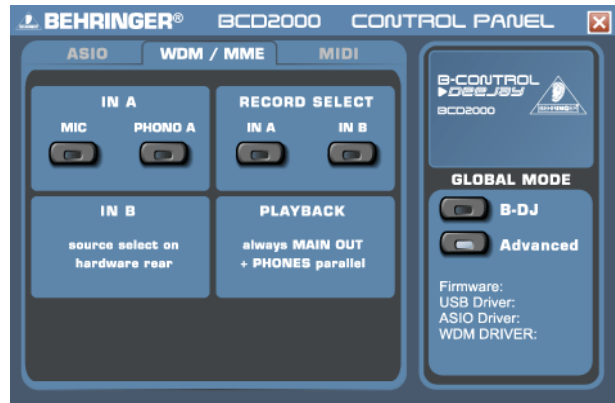 BEHRINGER® BCD2000 CONTROL PANEL
ASIO WDM / MME MIDI
IN A
MIC PHONO A
RECORD SELECT
IN A IN B
IN B
source select on
hardware rear
PLAYBACK
always MAIN OUT
+ PHONES parallel
B-CONTROL
DEEJAY
BCD2000
BEHRINGER
GLOBAL MODE
B-DJ
Advanced
Firmware:
USB Driver:
ASIO Driver:
WDM DRIVER: